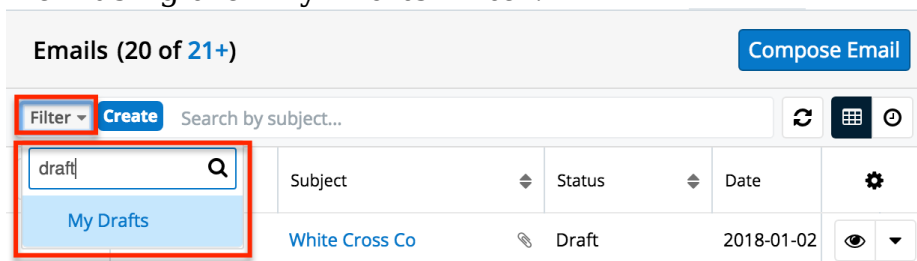 Emails (20 of 21+)
Compose Email
Filter Create Search by subject...
draft
Subject Status Date
My Drafts
White Cross Co Draft 2018-01-02